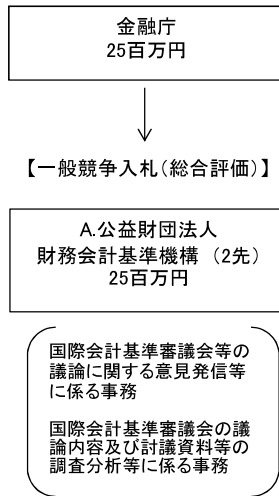 金融庁
25百万円
【一般競争入札(総合評価)】
A.公益財団法人
財務会計基準機構 (2先)
25百万円
国際会計基準審議会等の
議論に関する意見発信等
に係る事務
国際会計基準審議会の議
論内容及び討議資料等の
調査分析等に係る事務